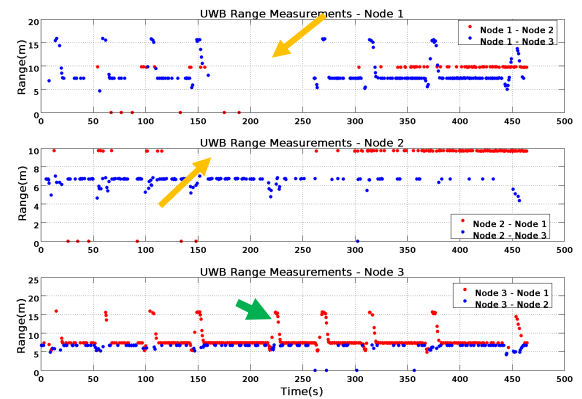 UWB Range Measurements - Node 1
Range(m)
20
15
10
5
0
Node 1 - Node 2
Node 1 - Node 3
0 50 100 150 200 250 300 350 400 450 500
UWB Range Measurements - Node 2
Range(m)
10
8
6
4
2
0
Node 2 - Node 1
Node 2 - Node 3
0 50 100 150 200 250 300 350 400 450 500
UWB Range Measurements - Node 3
Range(m)
25
20
15
10
5
0
Node 3 - Node 1
Node 3 - Node 2
0 50 100 150 200 250 300 350 400 450 500
Time(s)